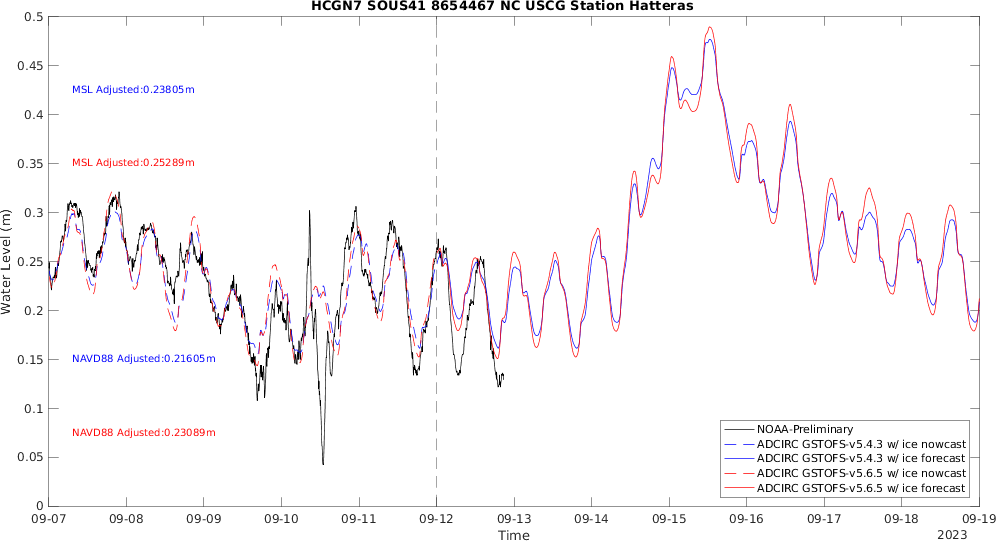 HCGN7 SOUS41 8654467 NC USCG Station Hatteras
0.5
0.45
0.4
0.35
0.3
0.25
0.2
0.15
0.1
0.05
0
Water Level (m)
MSL Adjusted:0.23805m
MSL Adjusted:0.25289m
NAVD88 Adjusted:0.21605m
NAVD88 Adjusted:0.23089m
NOAA-Preliminary
ADCIRC GSTOFS-v5.4.3 w/ ice nowcast
ADCIRC GSTOFS-v5.4.3 w/ ice forecast
ADCIRC GSTOFS-v5.6.5 w/ ice nowcast
ADCIRC GSTOFS-v5.6.5 w/ ice forecast
09-07 09-08 09-09 09-10 09-11 09-12 09-13 09-14 09-15 09-16 09-17 09-18 09-19
Time
2023